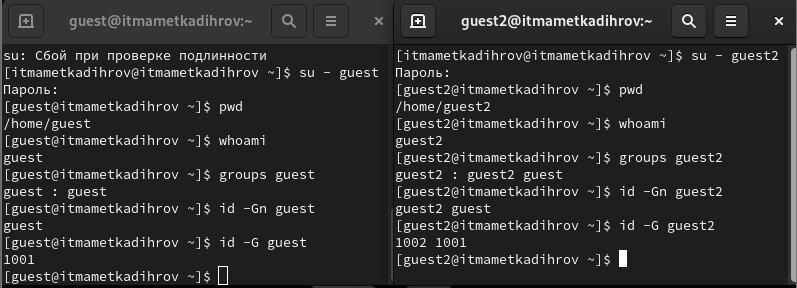 guest@itmametkadihrov:~
su: Сбой при проверке подлинности
[itmametkadihrov@itmametkadihrov ~]$ su - guest
Пароль:
[guest@itmametkadihrov ~]$ pwd
/home/guest
[guest@itmametkadihrov ~]$ whoami
guest
[guest@itmametkadihrov ~]$ groups guest
guest : guest
[guest@itmametkadihrov ~]$ id -Gn guest
guest
[guest@itmametkadihrov ~]$ id -G guest
1001
[guest@itmametkadihrov ~]$
guest2@itmametkadihrov:~
[itmametkadihrov@itmametkadihrov ~]$ su - guest2
Пароль:
[guest2@itmametkadihrov ~]$ pwd
/home/guest2
[guest2@itmametkadihrov ~]$ whoami
guest2
[guest2@itmametkadihrov ~]$ groups guest2
guest2 : guest2 guest
[guest2@itmametkadihrov ~]$ id -Gn guest2
guest2 guest
[guest2@itmametkadihrov ~]$ id -G guest2
1002 1001
[guest2@itmametkadihrov ~]$